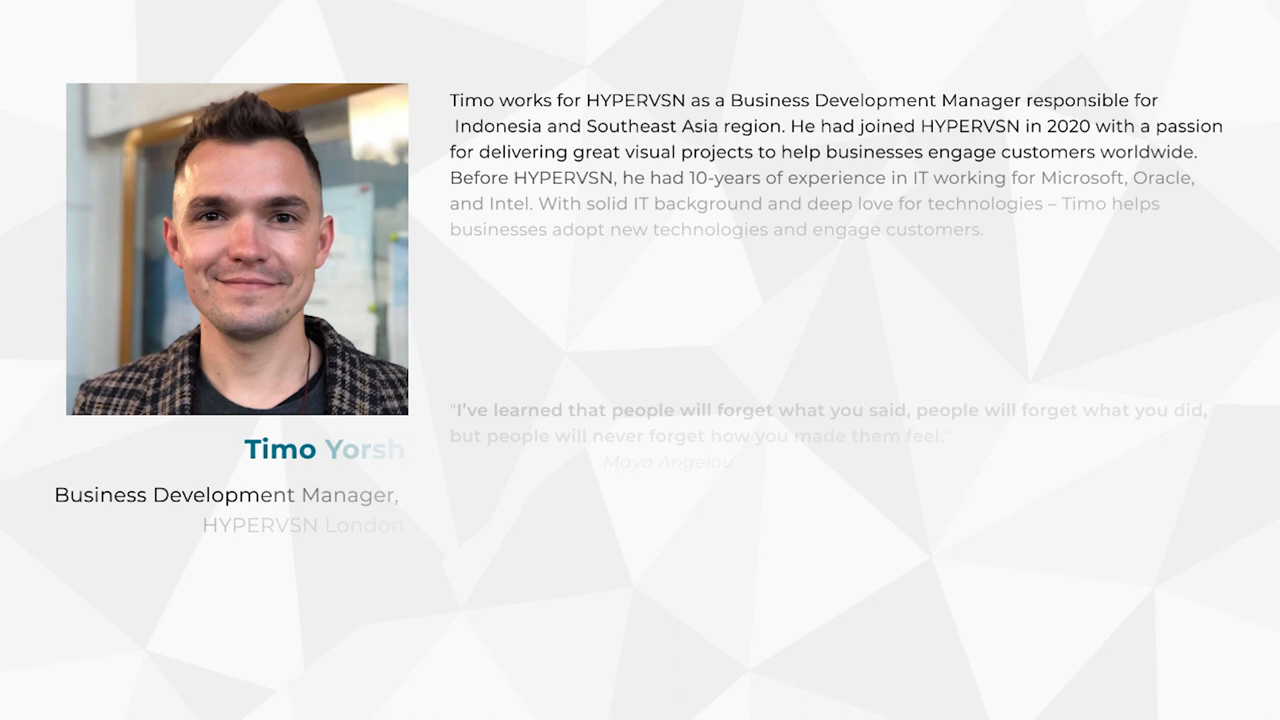 Timo works for HYPERVSN as a Business Development Manager responsible for
Indonesia and Southeast Asia region. He had joined HYPERVSN in 2020 with a passion
for delivering great visual projects to help businesses engage customers worldwide.
Before HYPERVSN, he had 10-years of experience in IT working for Microsoft, Oracle,
and Intel. With solid IT background and deep love for technologies – Timo helps
businesses adopt new technologies and engage customers.
"I've learned that people will forget what you said, people will forget what you did,
but people will never forget how you made them feel."
Maya Angelou
Timo Yorsh
Business Development Manager,
HYPERVSN London